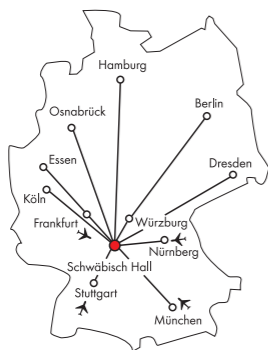 Hamburg
Osnabrück
Berlin
Essen
Dresden
Köln
Frankfurt
Würzburg
Nürnberg
Schwäbisch Hall
Stuttgart
München